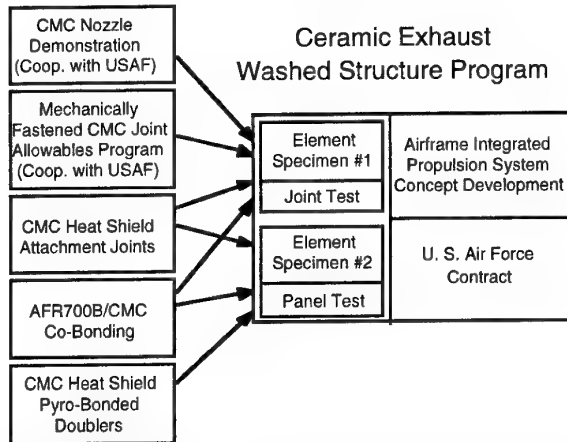 CMC Nozzle
Demonstration
(Coop. with USAF)
Mechanically
Fastened CMC Joint
Allowables Program
(Coop. with USAF)
CMC Heat Shield
Attachment Joints
AFR700B/CMC
Co-Bonding
CMC Heat Shield
Pyro-Bonded
Doublers
Ceramic Exhaust
Washed Structure Program
Element
Specimen #1
Joint Test
Element
Specimen #2
Panel Test
Airframe Integrated
Propulsion System
Concept Development
U. S. Air Force
Contract